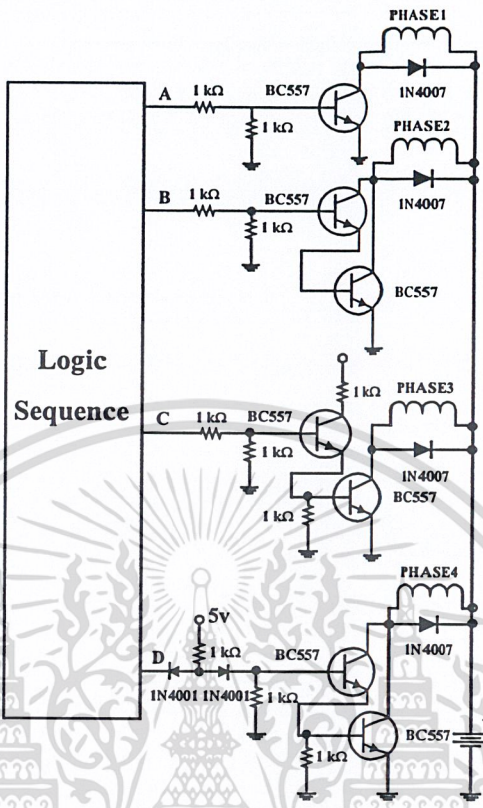 PHASE1
A 1 kΩ BC557
1 kΩ
1N4007
PHASE2
B 1 kΩ BC557
1 kΩ
1N4007
BC557
Logic
Sequence
1 kΩ
PHASE3
C 1 kΩ BC557
1 kΩ
1N4007
BC557
1 kΩ
PHASE4
5v
1 kΩ
D
BC557
1N4001 1N4001
1 kΩ
1N4007
BC557
1 kΩ